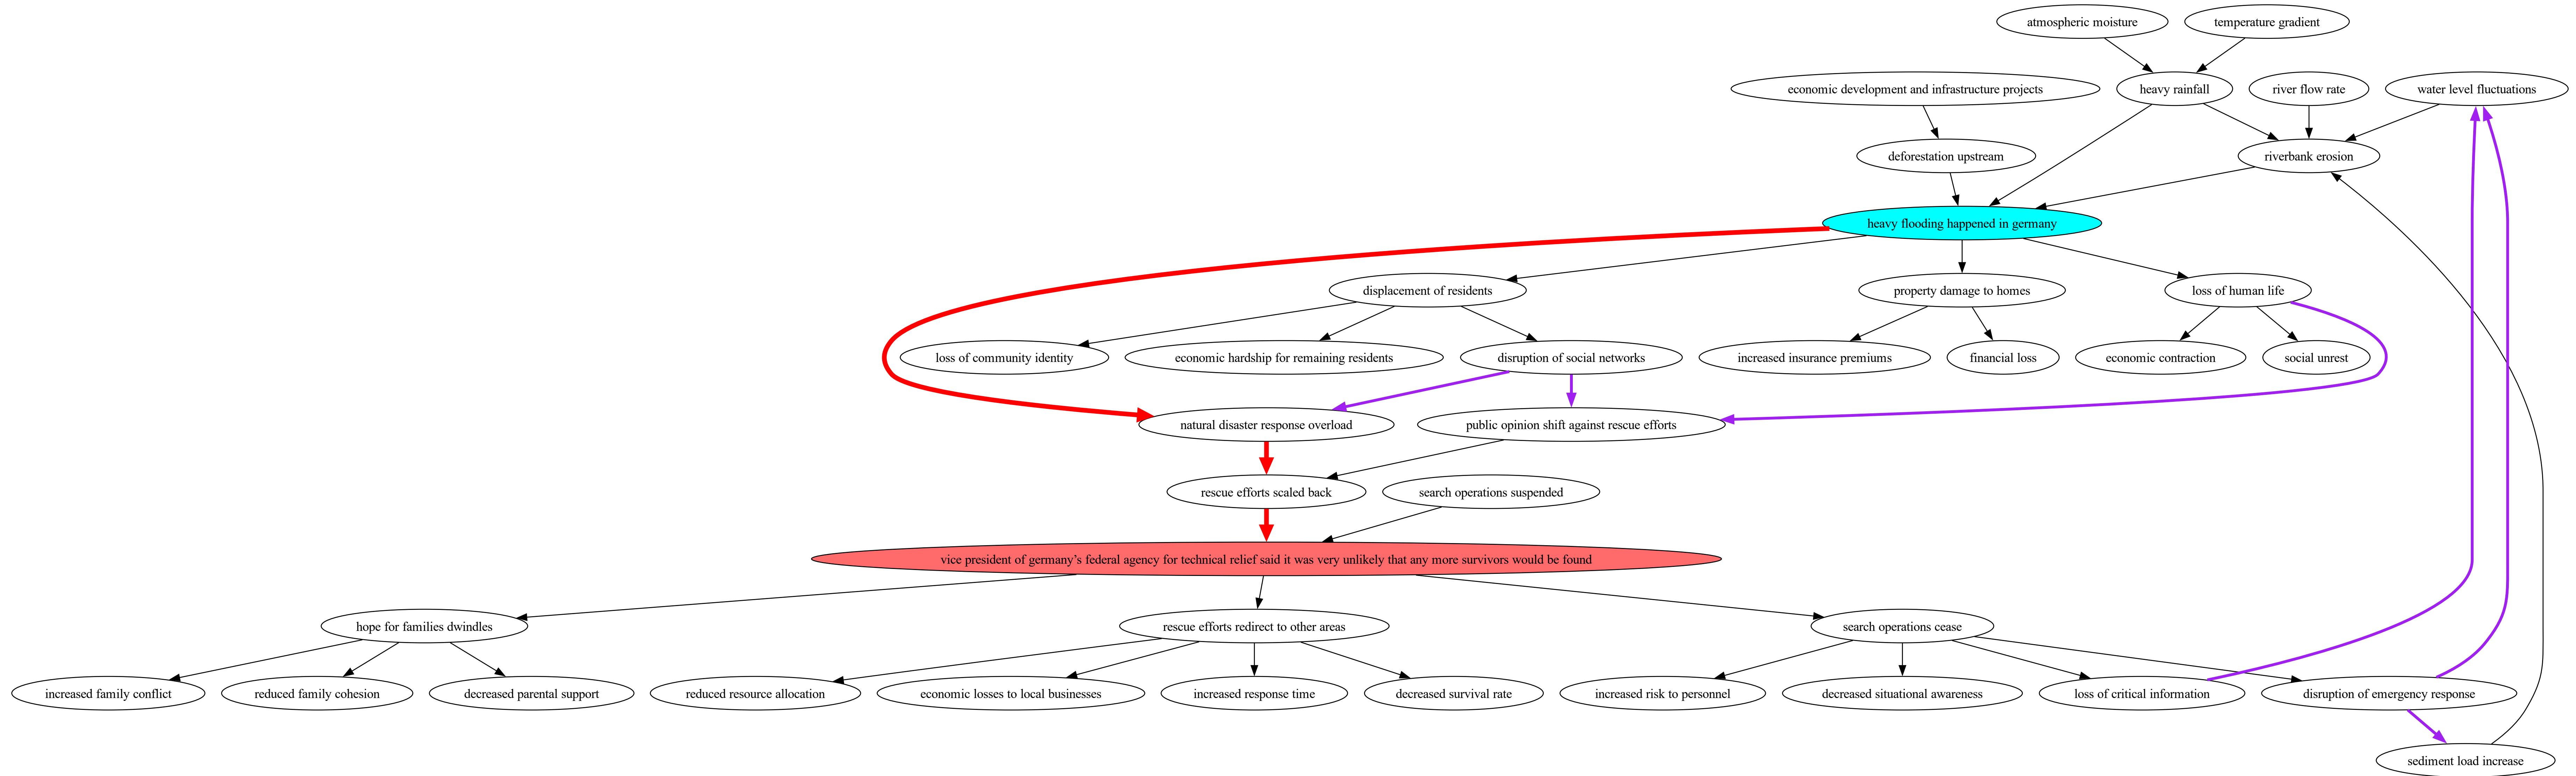 atmospheric moisture
temperature gradient
economic development and infrastructure projects
heavy rainfall
river flow rate
water level fluctuations
deforestation upstream
riverbank erosion
heavy flooding happened in germany
displacement of residents
property damage to homes
loss of human life
loss of community identity
economic hardship for remaining residents
disruption of social networks
increased insurance premiums
financial loss
economic contraction
social unrest
natural disaster response overload
public opinion shift against rescue efforts
rescue efforts scaled back
search operations suspended
vice president of germany’s federal agency for technical relief said it was very unlikely that any more survivors would be found
hope for families dwindles
rescue efforts redirect to other areas
search operations cease
increased family conflict
reduced family cohesion
decreased parental support
reduced resource allocation
economic losses to local businesses
increased response time
decreased survival rate
increased risk to personnel
decreased situational awareness
loss of critical information
disruption of emergency response
sediment load increase